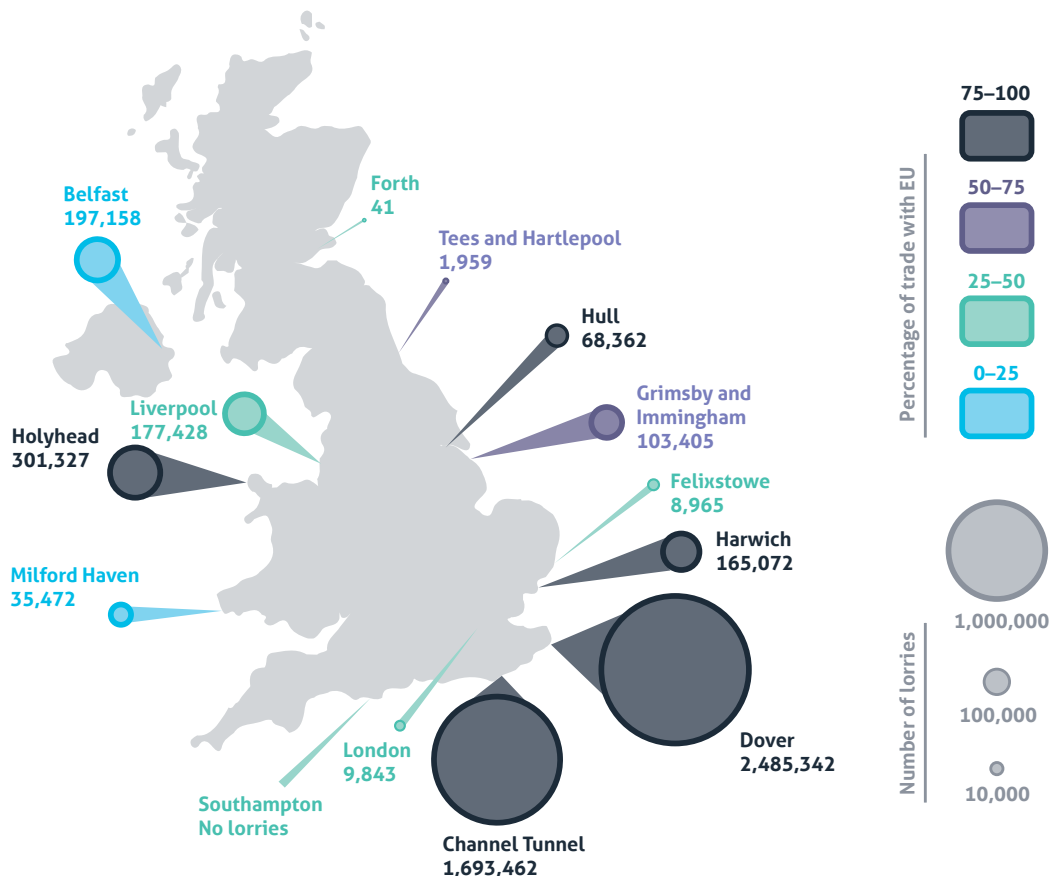 Forth
41
Belfast
197,158
Tees and Hartlepool
1,959
Hull
68,362
Grimsby and
Immingham
103,405
Liverpool
177,428
Holyhead
301,327
Felixstowe
8,965
Harwich
165,072
Milford Haven
35,472
Dover
2,485,342
London
9,843
Southampton
No lorries
Channel Tunnel
1,693,462
Percentage of trade with EU
75–100
50–75
25–50
0–25
Number of lorries
1,000,000
100,000
10,000